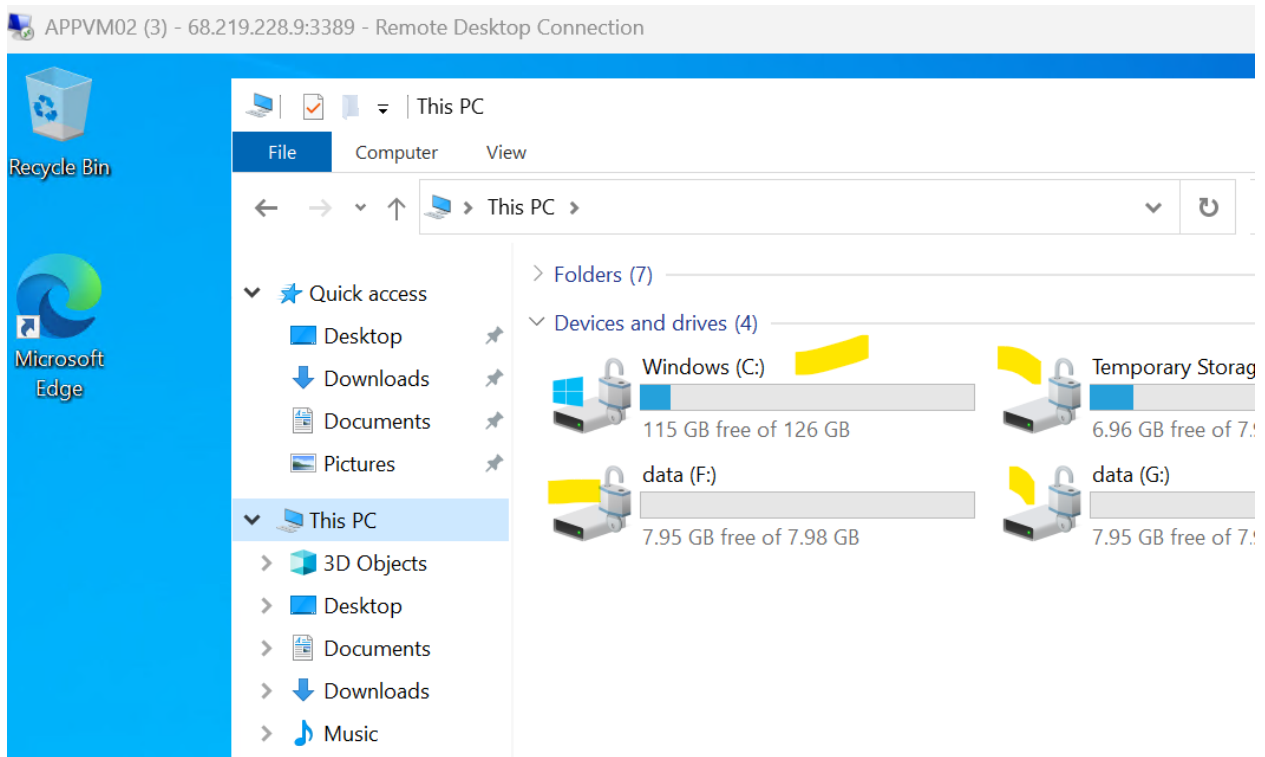 APPVM02 (3) - 68.219.228.9:3389 - Remote Desktop Connection
Recycle Bin
This PC
File Computer View
This PC
Microsoft
Edge
Quick access
Desktop
Downloads
Documents
Pictures
This PC
3D Objects
Desktop
Documents
Downloads
Music
Folders (7)
Devices and drives (4)
Windows (C:)
115 GB free of 126 GB
Temporary Storag
6.96 GB free of 7.
data (F:)
7.95 GB free of 7.98 GB
data (G:)
7.95 GB free of 7.